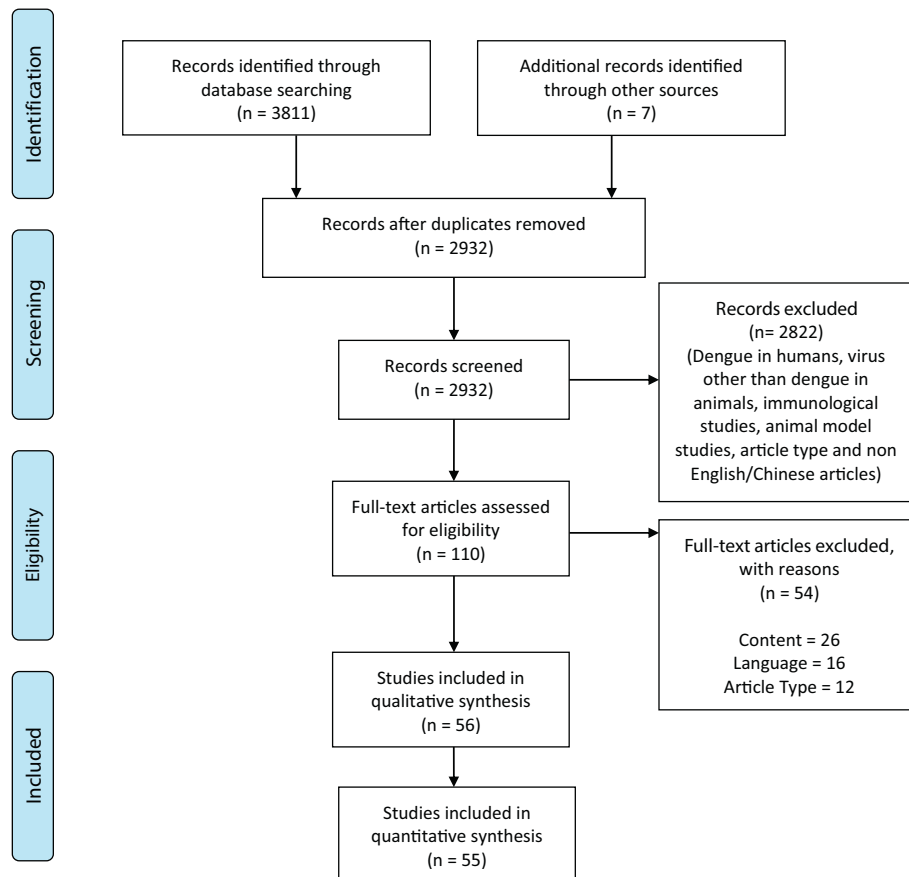 Identification
Records identified through
database searching
(n = 3811)
Additional records identified
through other sources
(n = 7)
Records after duplicates removed
(n = 2932)
Screening
Records screened
(n = 2932)
Records excluded
(n= 2822)
(Dengue in humans, virus
other than dengue in
animals, immunological
studies, animal model
studies, article type and non
English/Chinese articles)
Eligibility
Full-text articles assessed
for eligibility
(n = 110)
Full-text articles excluded,
with reasons
(n = 54)
Content = 26
Language = 16
Article Type = 12
Included
Studies included in
qualitative synthesis
(n = 56)
Studies included in
quantitative synthesis
(n = 55)